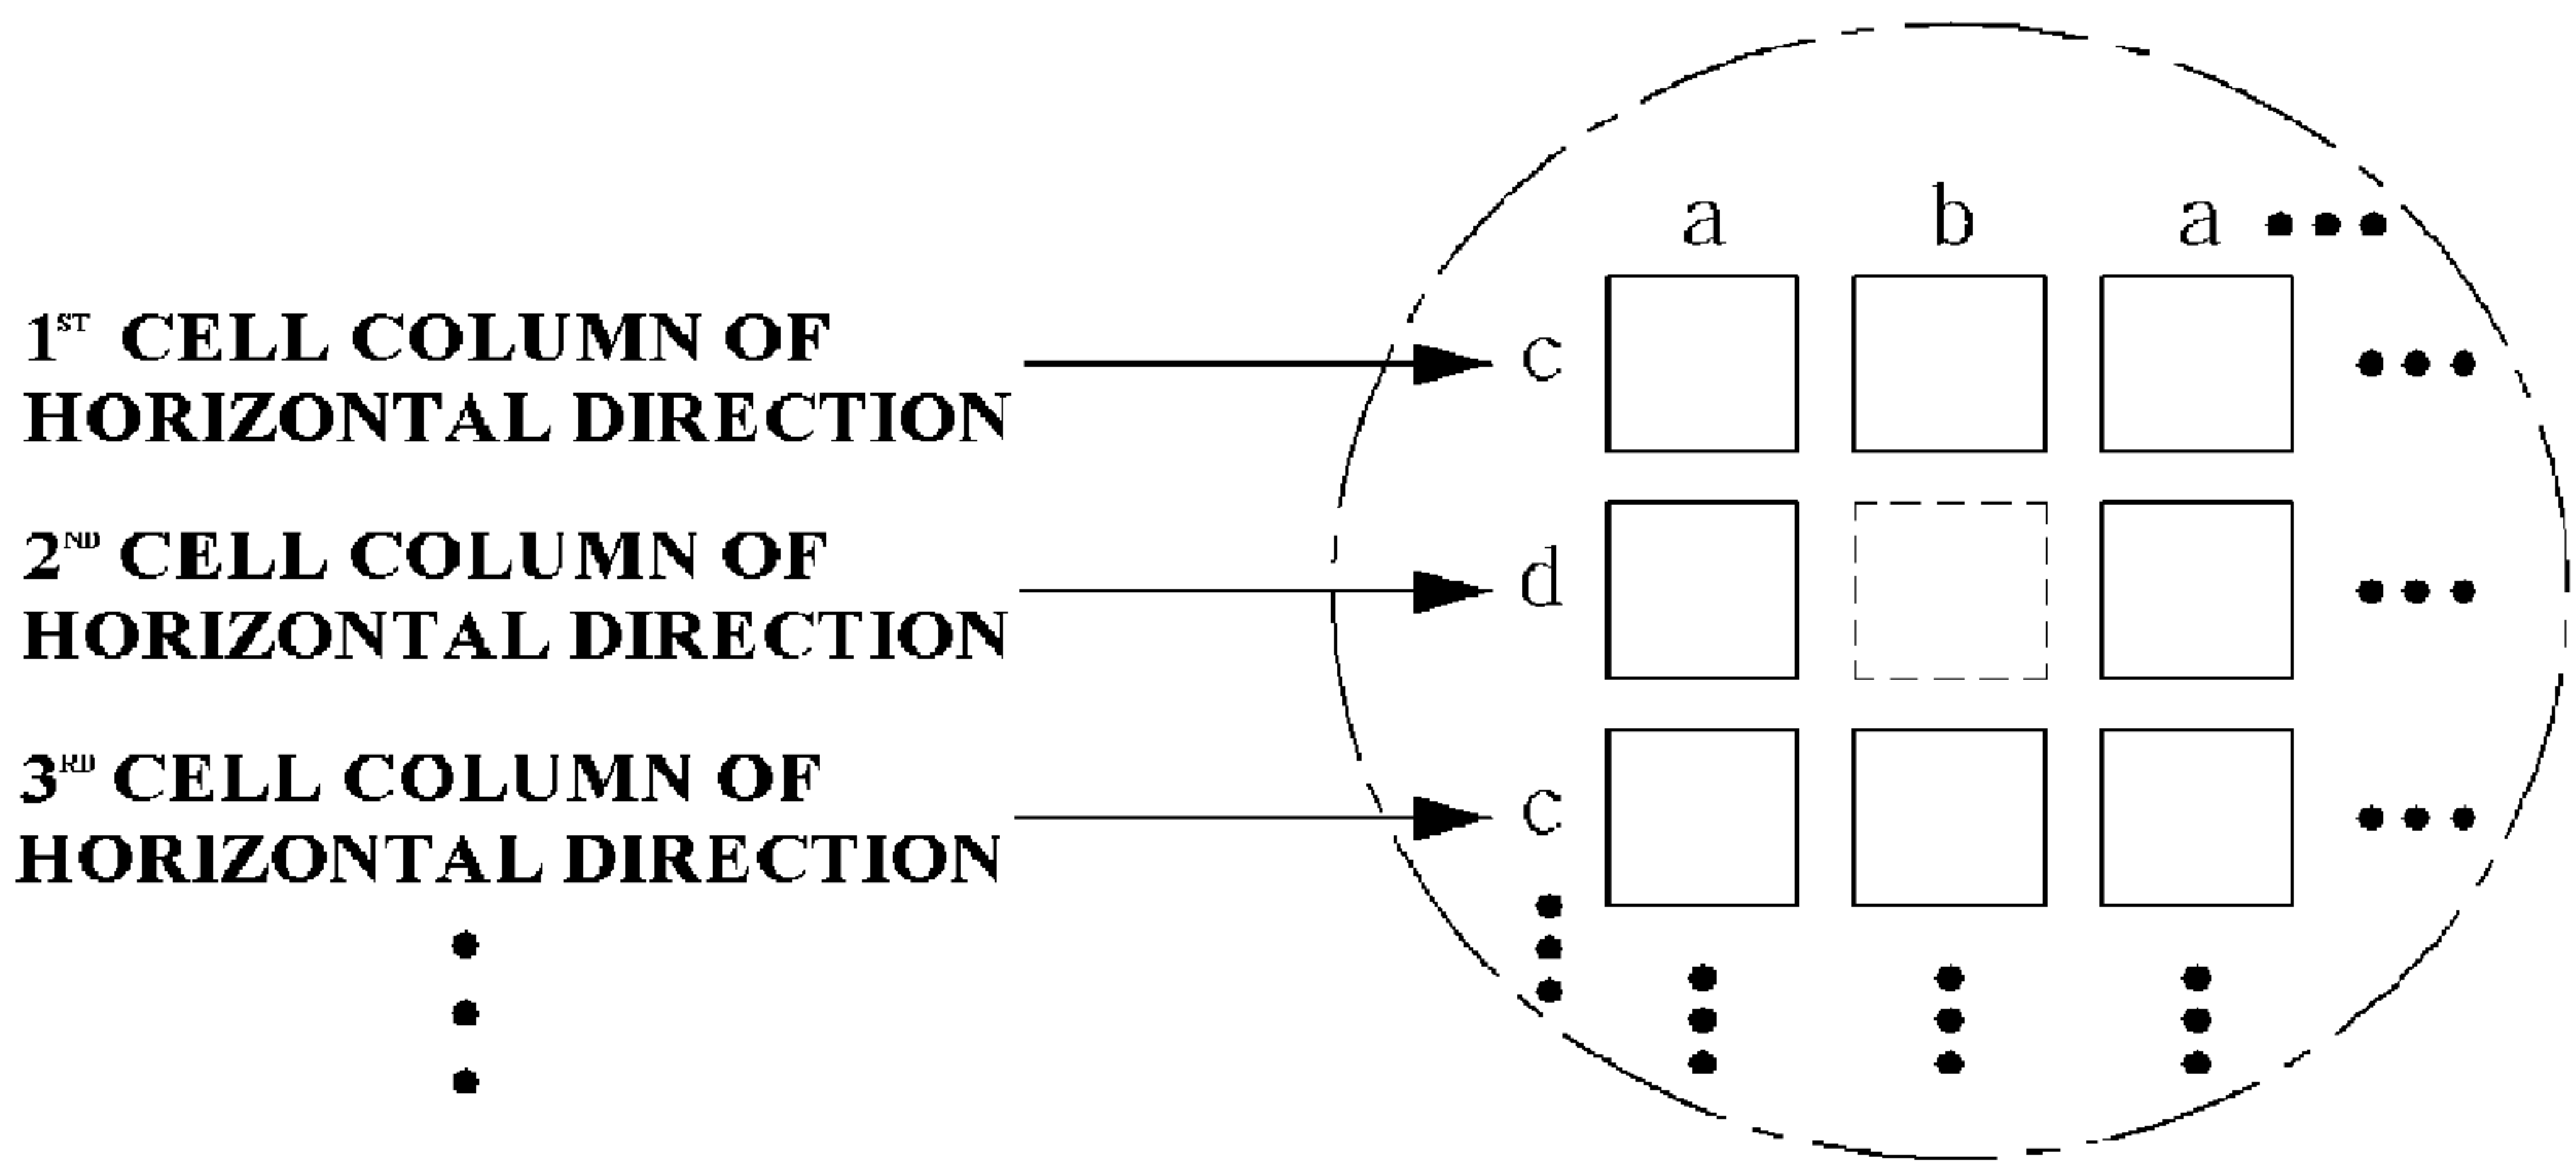 a b a
1ST CELL COLUMN OF
HORIZONTAL DIRECTION
c
2ND CELL COLUMN OF
HORIZONTAL DIRECTION
d
3RD CELL COLUMN OF
HORIZONTAL DIRECTION
c